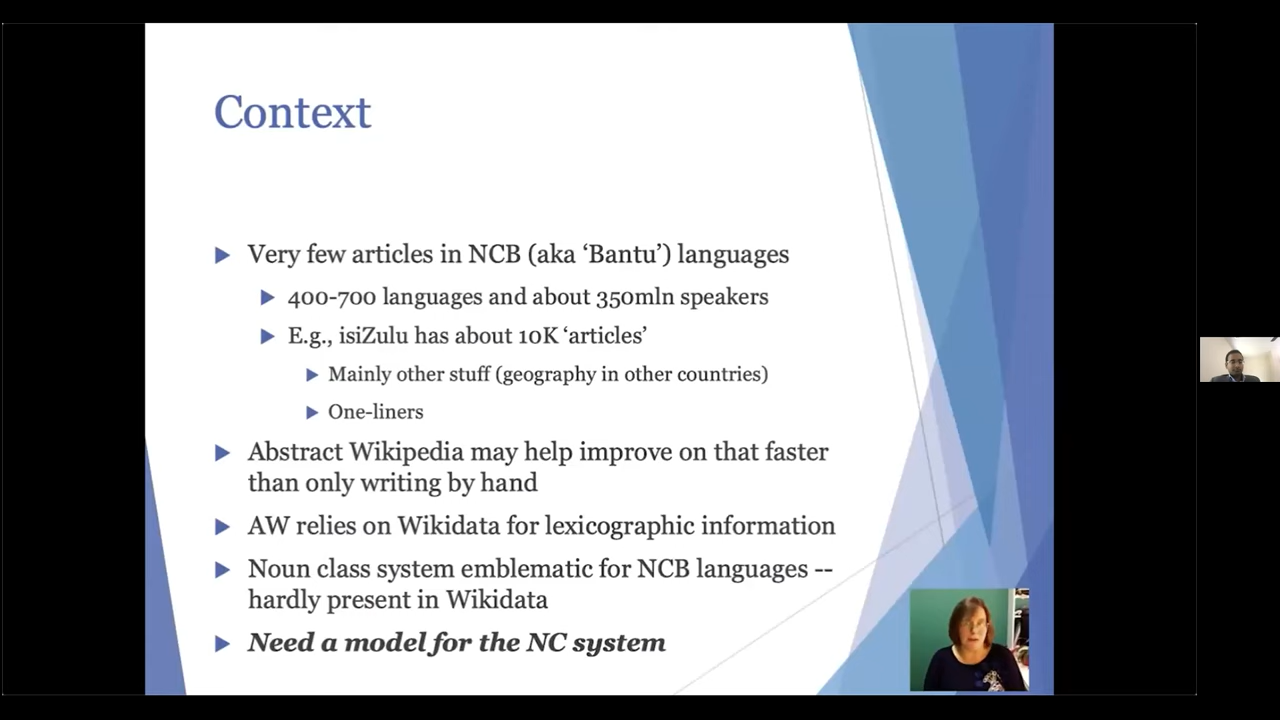 Context
Very few articles in NCB (aka ‘Bantu’) languages
400-700 languages and about 350mln speakers
E.g., isiZulu has about 10K ‘articles’
Mainly other stuff (geography in other countries)
One-liners
Abstract Wikipedia may help improve on that faster
than only writing by hand
AW relies on Wikidata for lexicographic information
Noun class system emblematic for NCB languages --
hardly present in Wikidata
Need a model for the NC system